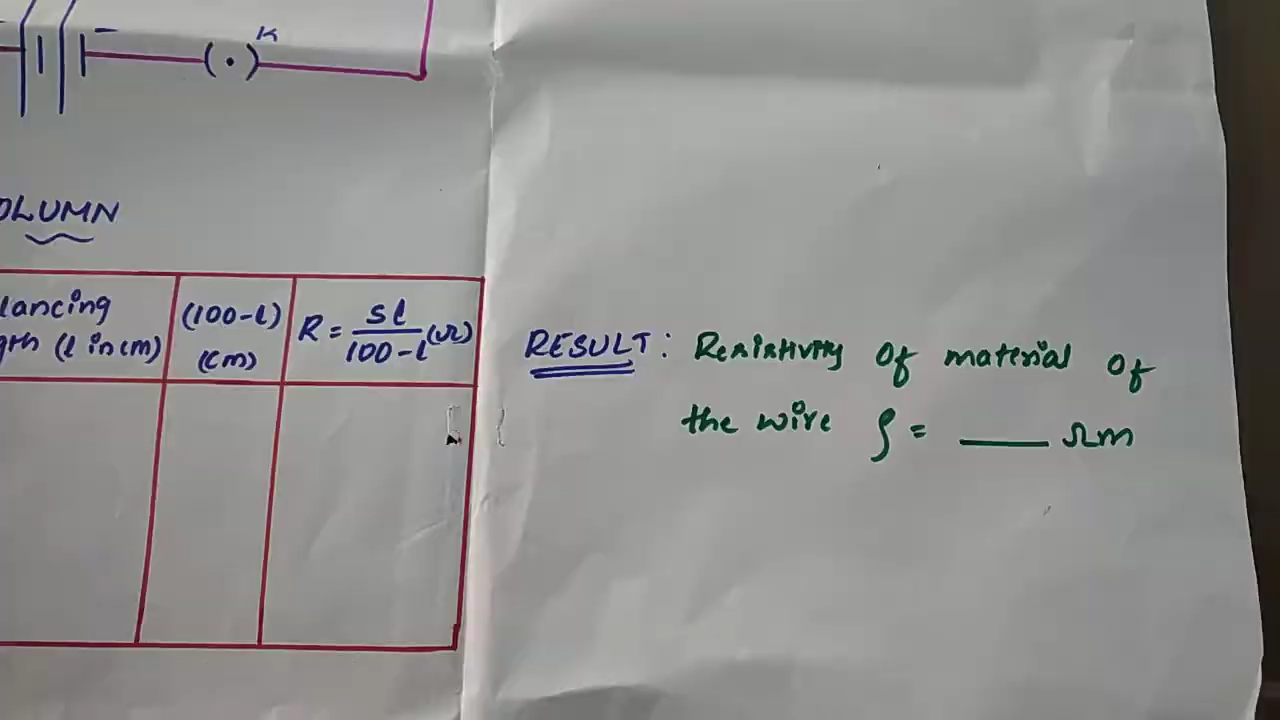 K
OLUMN
lancing
gth (l in cm)
(100-l)
(cm)
R = Sl / 100-l (Ω)
RESULT: Resistivity of material of
the wire ρ = ____ Ωm